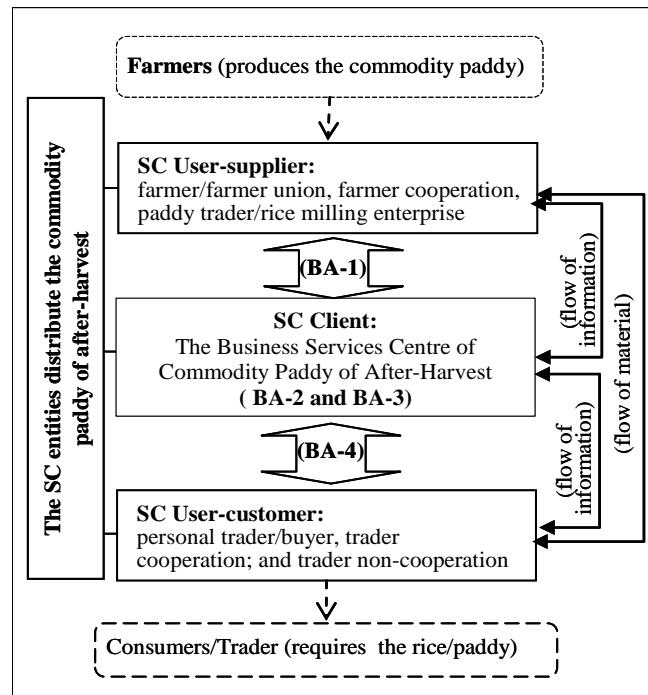 Farmers (produces the commodity paddy)
The SC entities distribute the commodity
paddy of after-harvest
SC User-supplier:
farmer/farmer union, farmer cooperation,
paddy trader/rice milling enterprise
(BA-1)
SC Client:
The Business Services Centre of
Commodity Paddy of After-Harvest
( BA-2 and BA-3)
(BA-4)
SC User-customer:
personal trader/buyer, trader
cooperation; and trader non-cooperation
(flow of
information)
(flow of
information)
(flow of material)
Consumers/Trader (requires the rice/paddy)